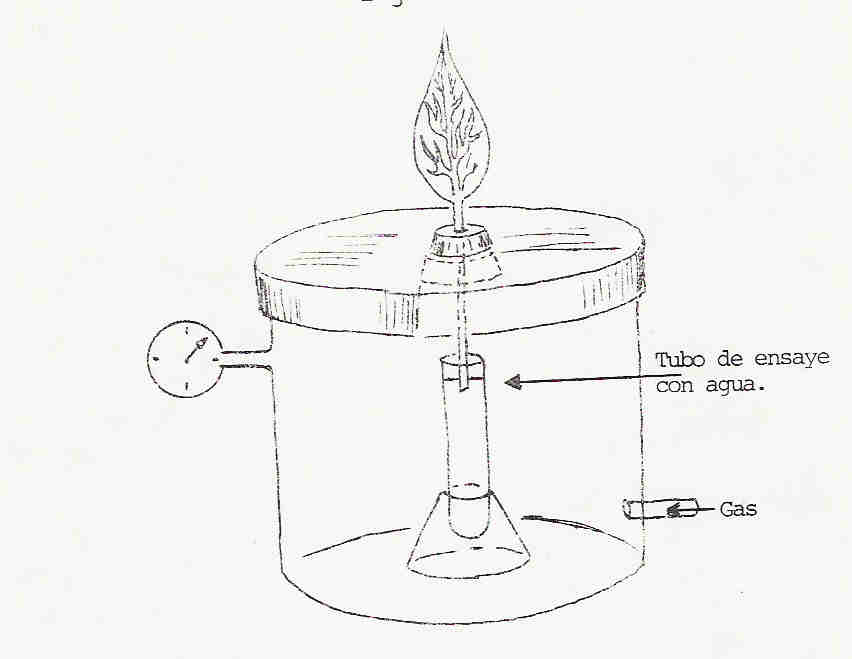 Tubo de ensaye
con agua.
Gas